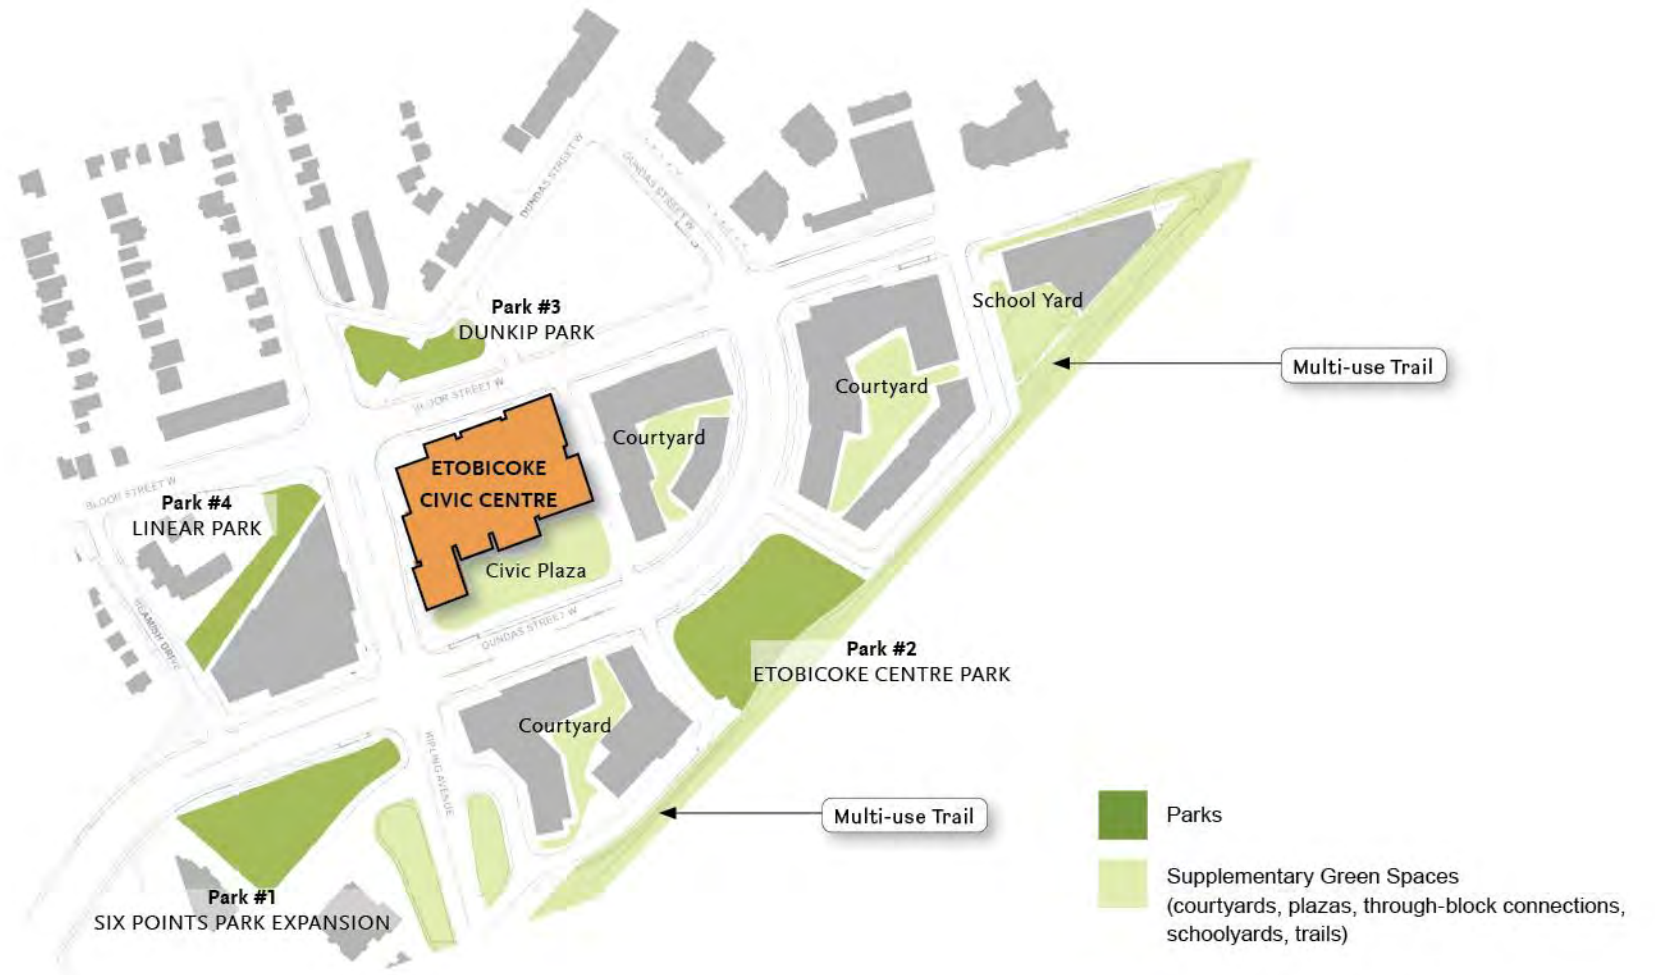 DUNDAS STREET W
DUNDAS STREET W
Park #3
DUNKIP PARK
School Yard
Multi-use Trail
BLOOR STREET W
Courtyard
Courtyard
ETOBICOKE
CIVIC CENTRE
BLOOR STREET W
Park #4
LINEAR PARK
Civic Plaza
BEAMISH DRIVE
DUNDAS STREET W
Park #2
ETOBICOKE CENTRE PARK
Courtyard
KIPLING AVENUE
Multi-use Trail
Parks
Supplementary Green Spaces
(courtyards, plazas, through-block connections,
schoolyards, trails)
Park #1
SIX POINTS PARK EXPANSION